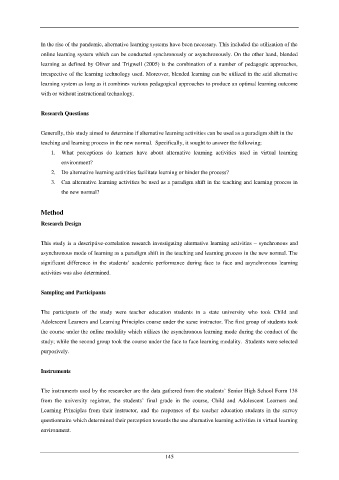 In the rise of the pandemic, alternative learning systems have been necessary. This included the utilization of the
online learning system which can be conducted synchronously or asynchronously. On the other hand, blended
learning as defined by Oliver and Trigwell (2005) is the combination of a number of pedagogic approaches,
irrespective of the learning technology used. Moreover, blended learning can be utilized in the said alternative
learning system as long as it combines various pedagogical approaches to produce an optimal learning outcome
with or without instructional technology.
Research Questions
Generally, this study aimed to determine if alternative learning activities can be used as a paradigm shift in the
teaching and learning process in the new normal. Specifically, it sought to answer the following:
1. What perceptions do learners have about alternative learning activities used in virtual learning
environment?
2. Do alternative learning activities facilitate learning or hinder the process?
3. Can alternative learning activities be used as a paradigm shift in the teaching and learning process in
the new normal?
Method
Research Design
This study is a descriptive-correlation research investigating alternative learning activities – synchronous and
asynchronous mode of learning as a paradigm shift in the teaching and learning process in the new normal. The
significant difference in the students' academic performance during face to face and asynchronous learning
activities was also determined.
Sampling and Participants
The participants of the study were teacher education students in a state university who took Child and
Adolescent Learners and Learning Principles course under the same instructor. The first group of students took
the course under the online modality which utilizes the asynchronous learning mode during the conduct of the
study; while the second group took the course under the face to face learning modality. Students were selected
purposively.
Instruments
The instruments used by the researcher are the data gathered from the students' Senior High School Form 138
from the university registrar, the students' final grade in the course, Child and Adolescent Learners and
Learning Principles from their instructor, and the responses of the teacher education students in the survey
questionnaire which determined their perception towards the use alternative learning activities in virtual learning
environment.
145